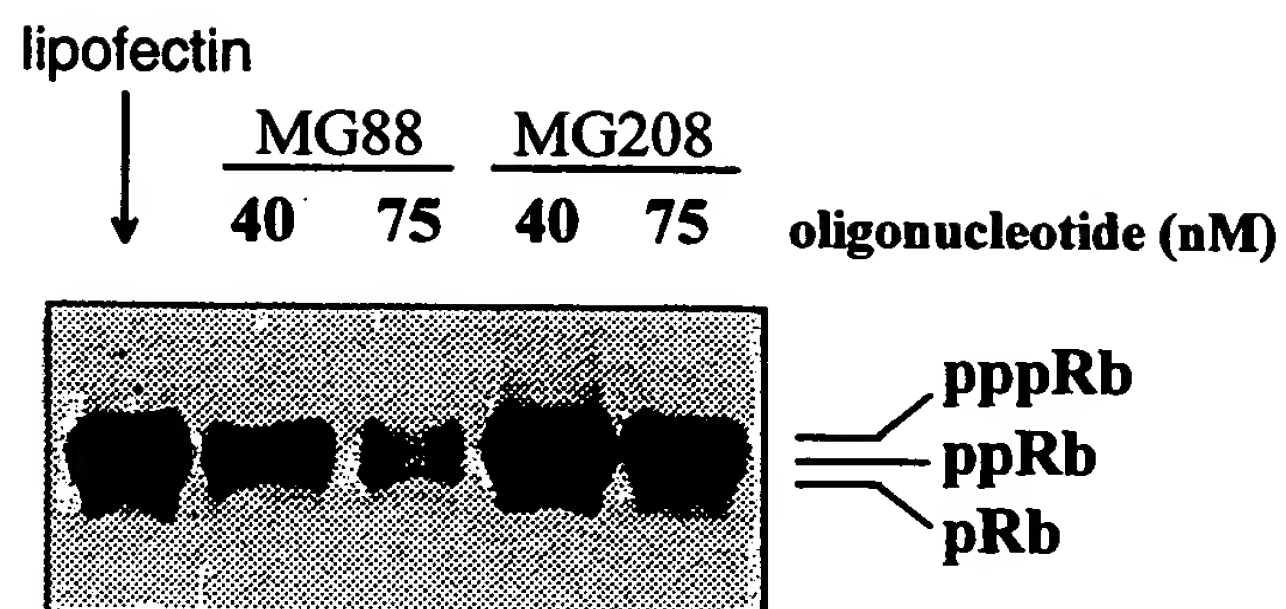 lipofectin
MG88 MG208
40 75 40 75 oligonucleotide (nM)
pppRb
ppRb
pRb